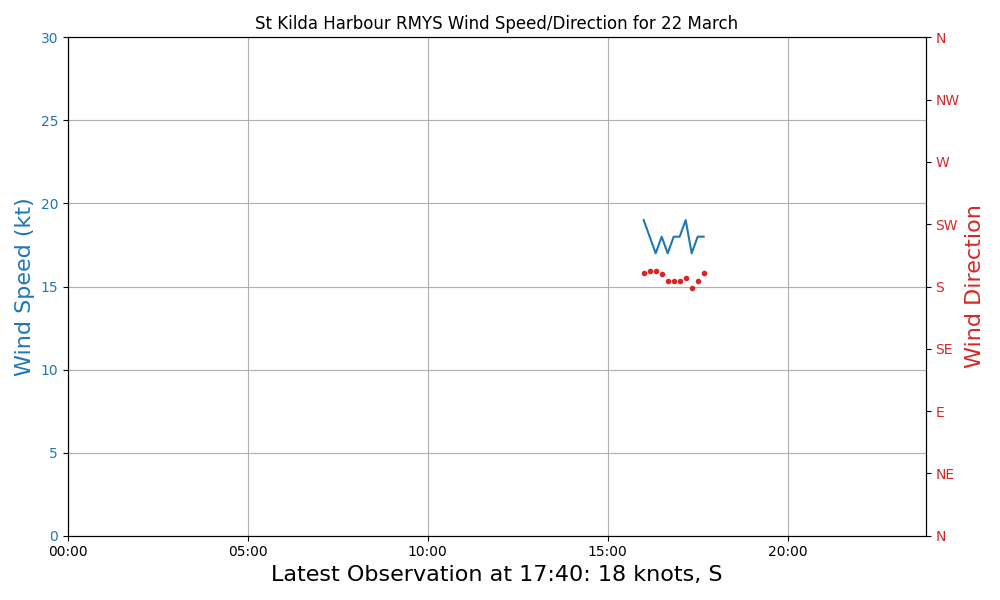 St Kilda Harbour RMYS Wind Speed/Direction for 22 March
30
25
20
15
10
5
0
Wind Speed (kt)
N
NW
W
SW
S
SE
E
NE
N
Wind Direction
00:00
05:00
10:00
15:00
20:00
Latest Observation at 17:40: 18 knots, S